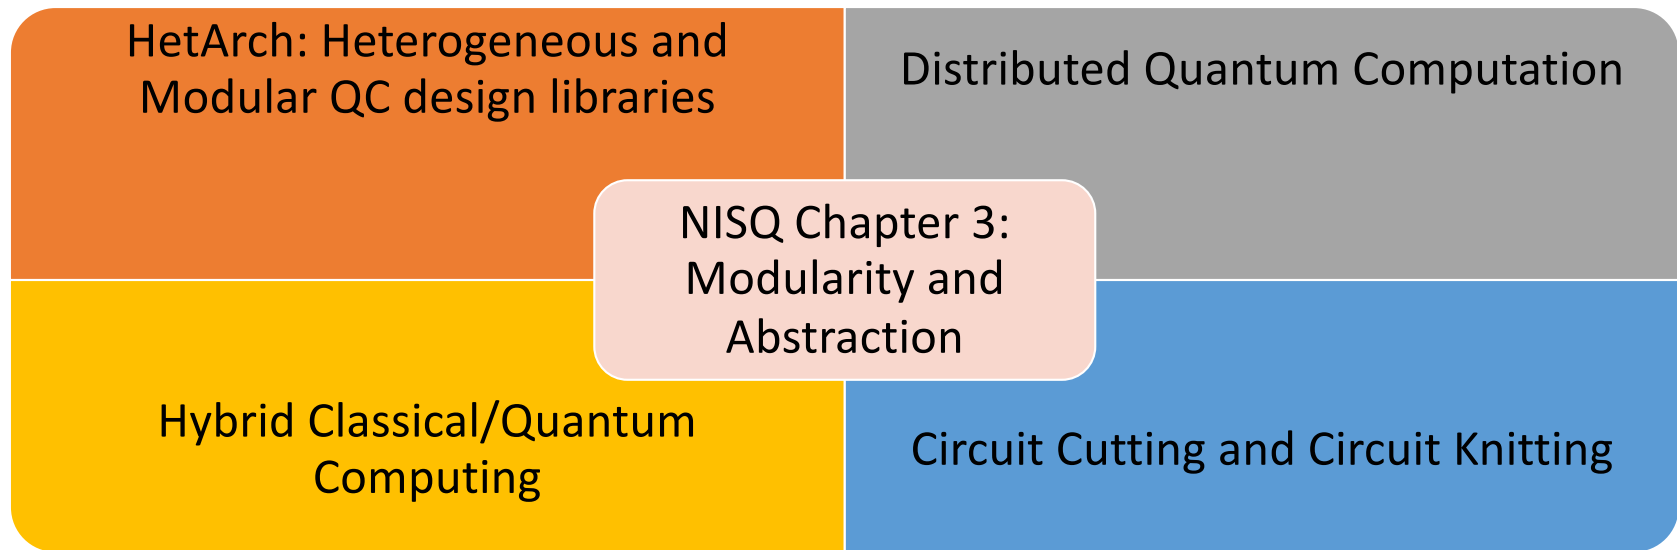 HetArch: Heterogeneous and
Modular QC design libraries
Distributed Quantum Computation
NISQ Chapter 3:
Modularity and
Abstraction
Hybrid Classical/Quantum
Computing
Circuit Cutting and Circuit Knitting